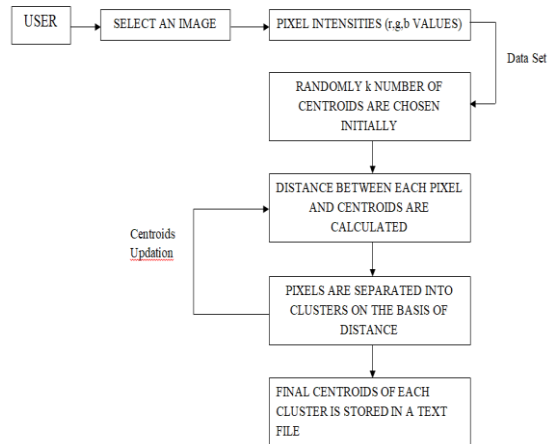 USER
SELECT AN IMAGE
PIXEL INTENSITIES (r,g,b VALUES)
Data Set
RANDOMLY k NUMBER OF
CENTROIDS ARE CHOSEN
INITIALLY
DISTANCE BETWEEN EACH PIXEL
AND CENTROIDS ARE
CALCULATED
Centroids
Updation
PIXELS ARE SEPARATED INTO
CLUSTERS ON THE BASIS OF
DISTANCE
FINAL CENTROIDS OF EACH
CLUSTER IS STORED IN A TEXT
FILE